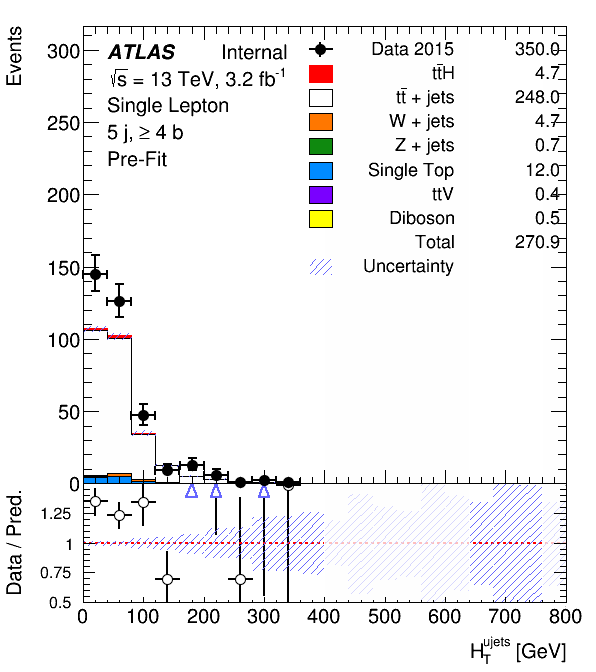 Events
300
250
200
150
100
50
0
ATLAS Internal
√s = 13 TeV, 3.2 fb⁻¹
Single Lepton
5 j, ≥ 4 b
Pre-Fit
Data 2015 350.0
tt̄H 4.7
tt̄ + jets 248.0
W + jets 4.7
Z + jets 0.7
Single Top 12.0
ttV 0.4
Diboson 0.5
Total 270.9
Uncertainty
Data / Pred.
1.25
1
0.75
0.5
0 100 200 300 400 500 600 700 800
H_T^ujets [GeV]